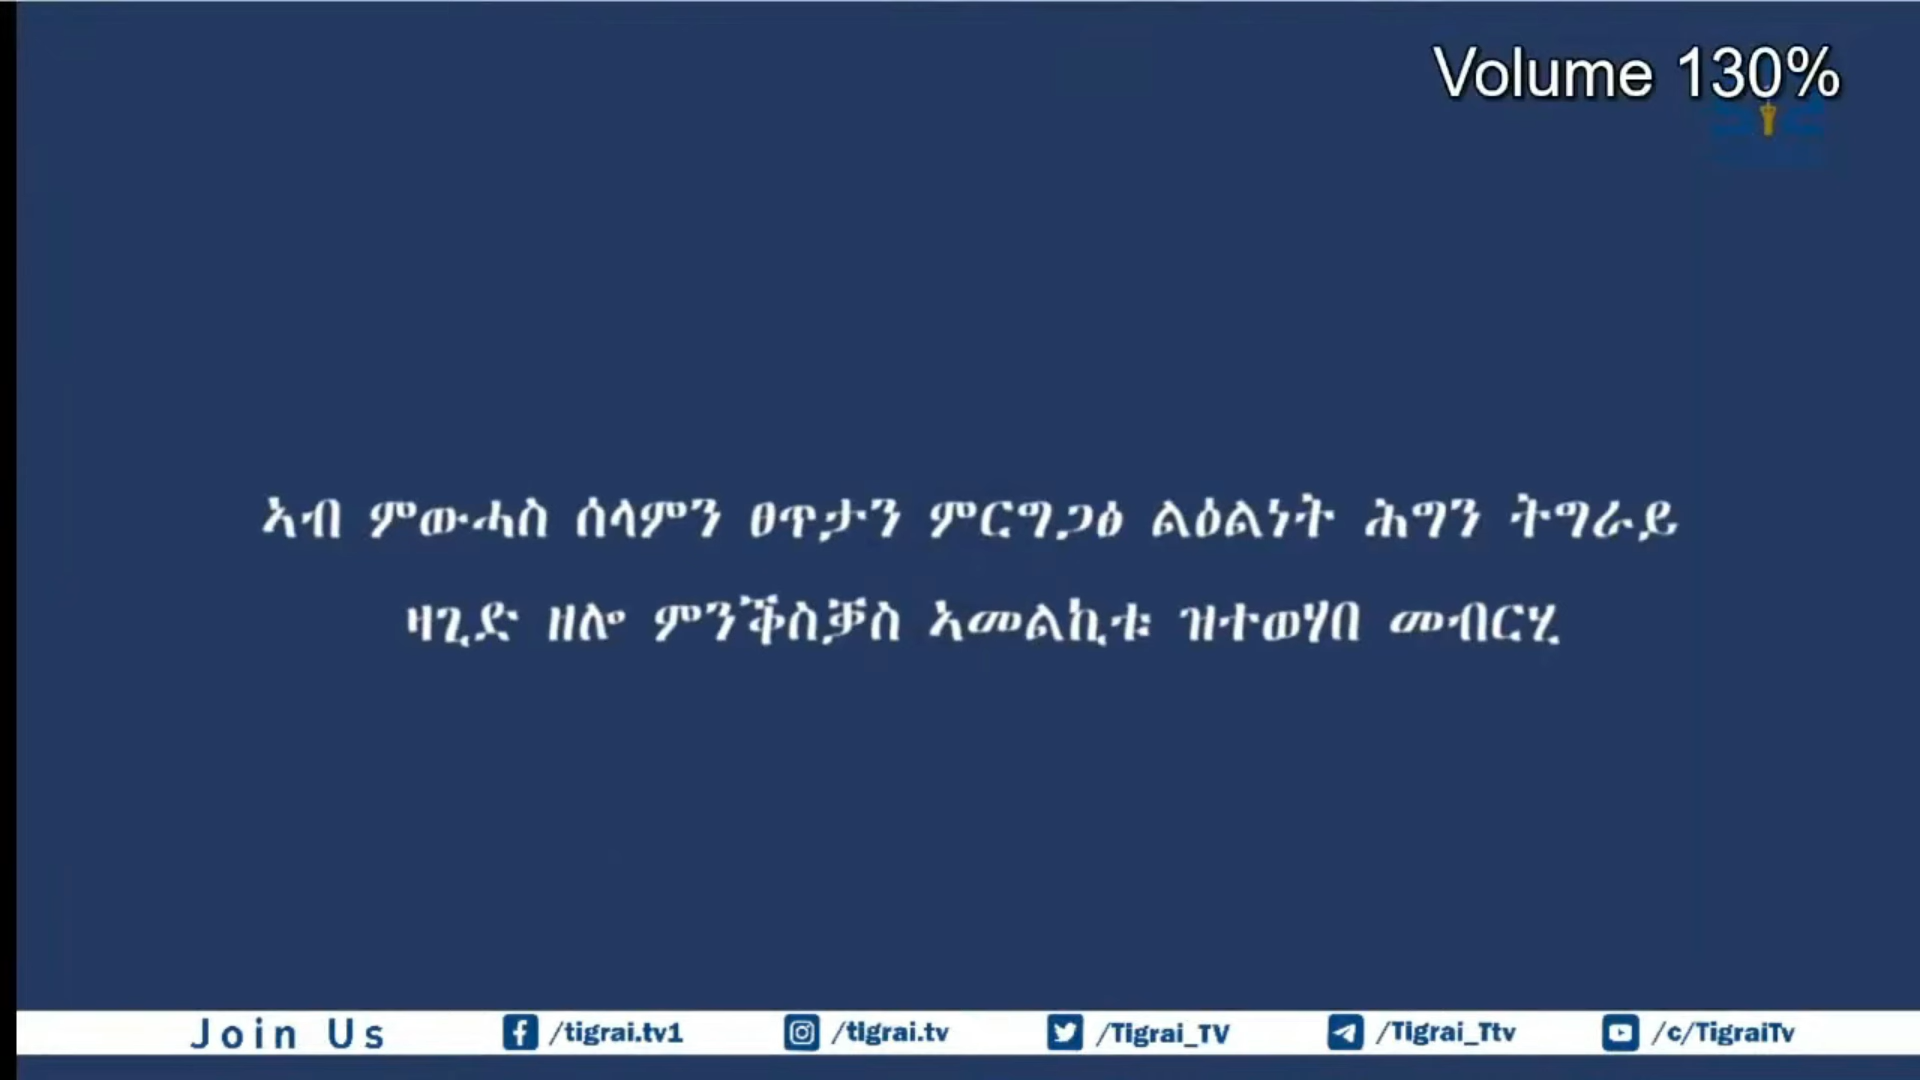 Volume 130%
ኣብ ምውሓስ ሰላምን ፀጥታን ምርግጋፅ ልዕልነት ሕግን ትግራይ
ዛጊድ ዘሎ ምንቕስቓስ ኣመልኪቱ ዝተወሃበ መብርሂ
Join Us /tigrai.tv1 /tigrai.tv /Tigrai_TV /Tigrai_Ttv /c/TigraiTv